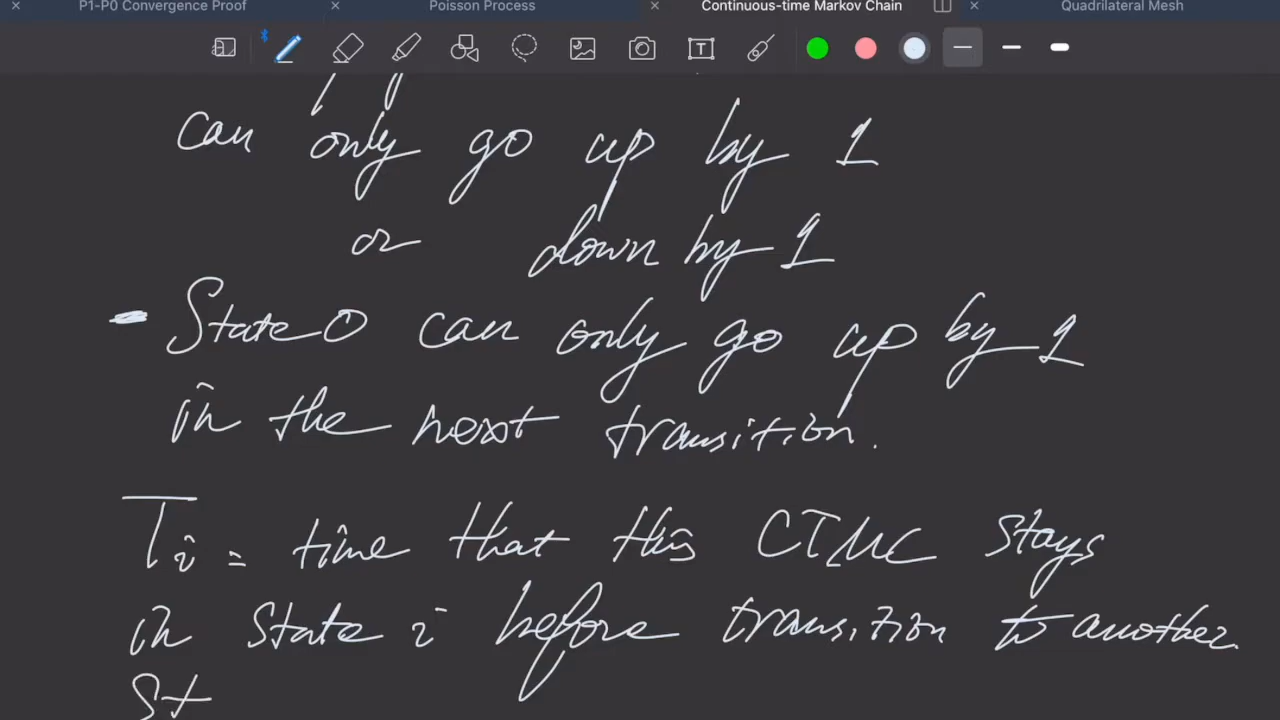 P1-P0 Convergence Proof
Poisson Process
Continuous-time Markov Chain
Quadrilateral Mesh
can only go up by 1
or down by 1
- State 0 can only go up by 1
in the next transition.
Ti = time that this CTMC stays
in state i before transition to another
St